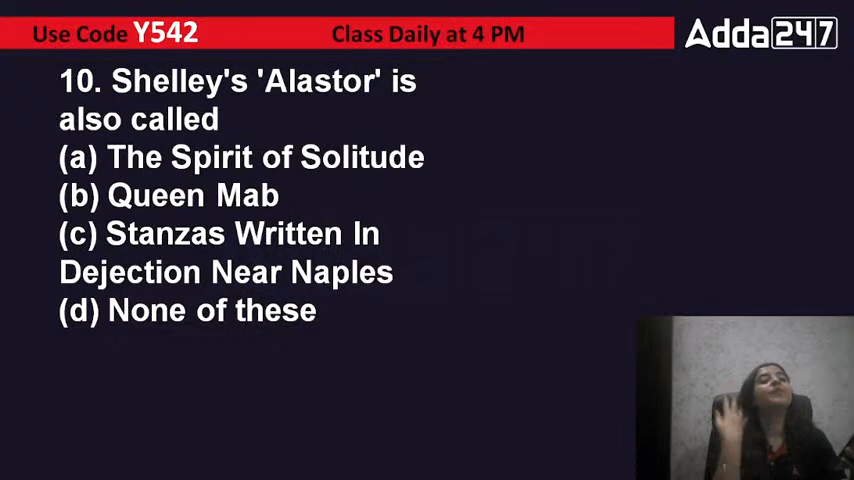 Use Code Y542 Class Daily at 4 PM Adda247
10. Shelley's 'Alastor' is
also called
(a) The Spirit of Solitude
(b) Queen Mab
(c) Stanzas Written In
Dejection Near Naples
(d) None of these